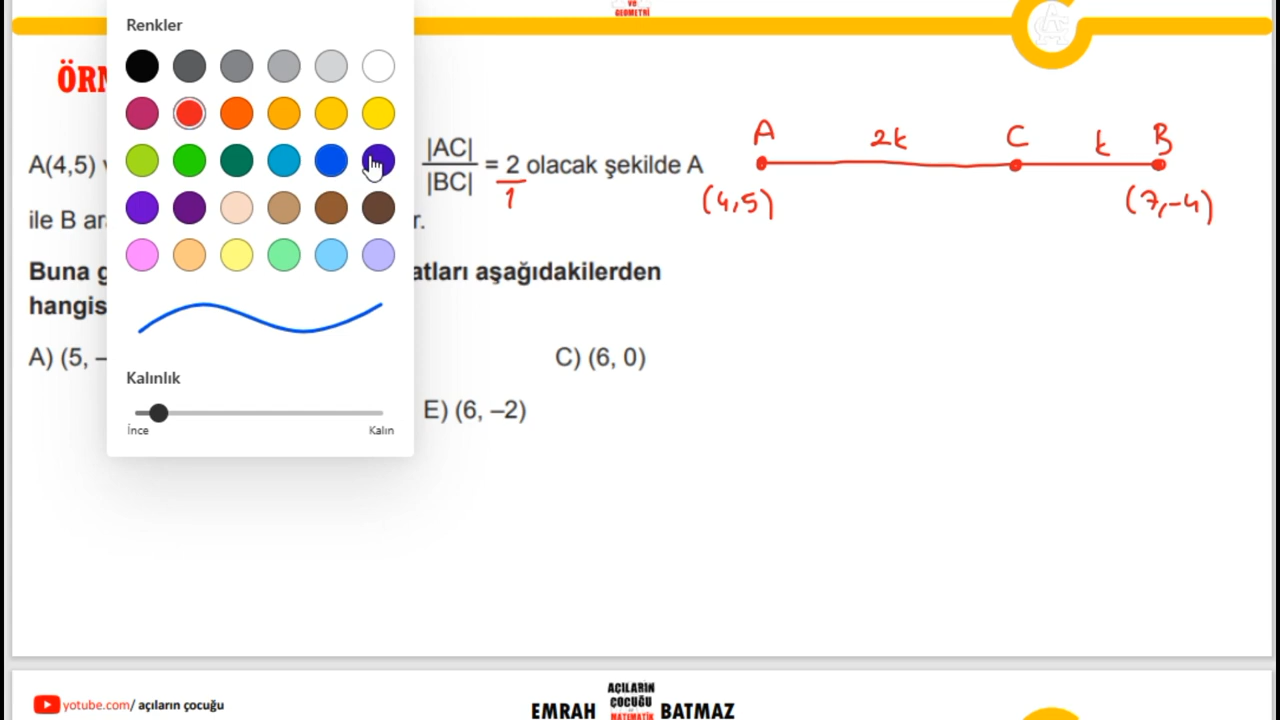 VE
GEOMETRİ
Renkler
ÖRN
A(4,5) v |AC| / |BC| = 2 olacak şekilde A
1
ile B ar r.
Buna g atları aşağıdakilerden
hangis
A) (5, – C) (6, 0)
E) (6, –2)
A 2k C k B
(4,5) (7,-4)
Kalınlık
İnce Kalın
yotube.com/ açıların çocuğu
EMRAH AÇILARIN ÇOCUĞU VE MATEMATİK BATMAZ